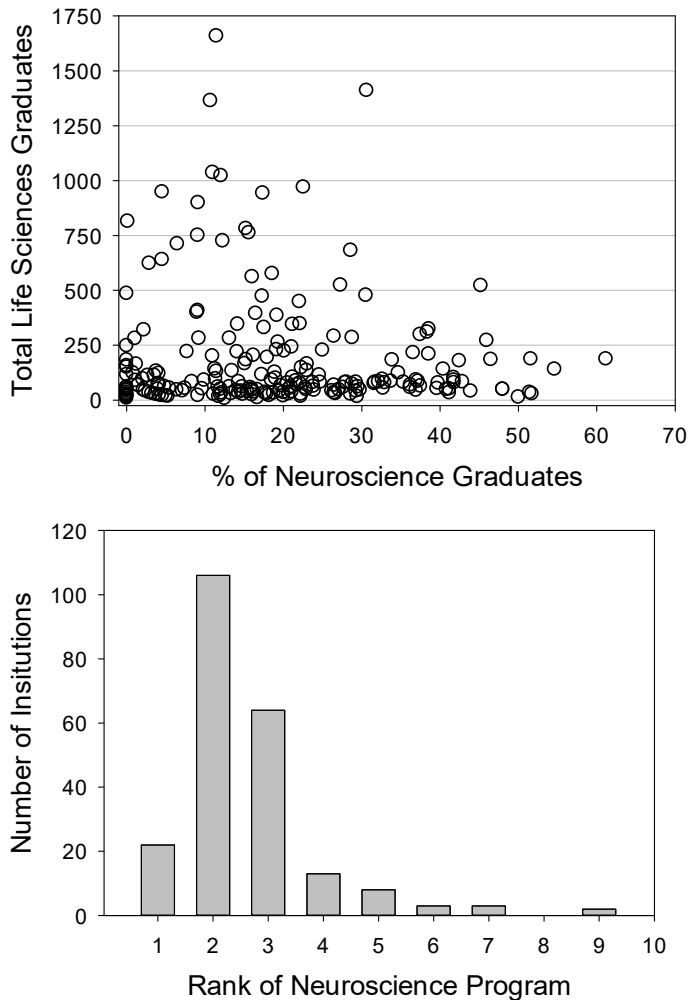 1750
1500
1250
1000
750
500
250
0
Total Life Sciences Graduates
0 10 20 30 40 50 60 70
% of Neuroscience Graduates
120
100
80
60
40
20
0
Number of Insitutions
1 2 3 4 5 6 7 8 9 10
Rank of Neuroscience Program